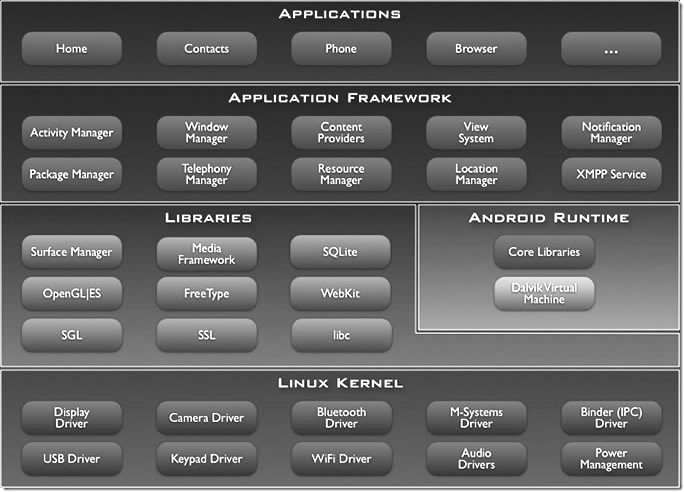 APPLICATIONS
Home
Contacts
Phone
Browser
...
APPLICATION FRAMEWORK
Activity Manager
Window
Manager
Content
Providers
View
System
Notification
Manager
Package Manager
Telephony
Manager
Resource
Manager
Location
Manager
XMPP Service
LIBRARIES
Surface Manager
Media
Framework
SQLite
OpenGL|ES
FreeType
WebKit
SGL
SSL
libc
ANDROID RUNTIME
Core Libraries
Dalvik Virtual
Machine
LINUX KERNEL
Display
Driver
Camera Driver
Bluetooth
Driver
M-Systems
Driver
Binder (IPC)
Driver
USB Driver
Keypad Driver
WiFi Driver
Audio
Drivers
Power
Management